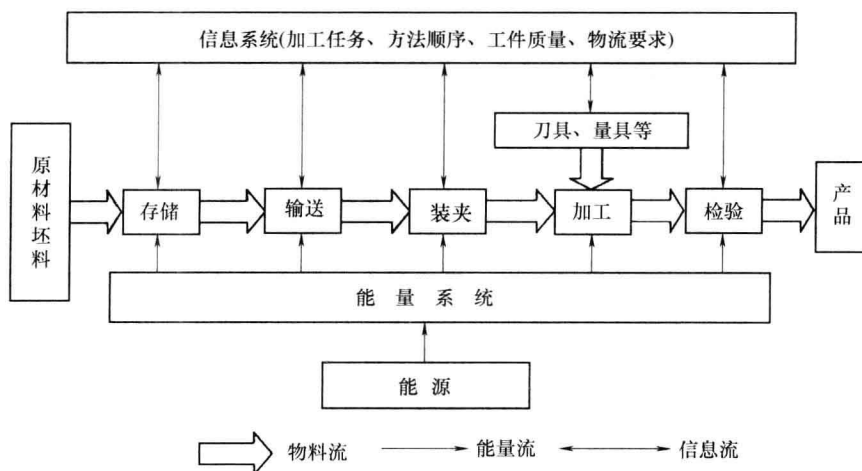 信息系统(加工任务、方法顺序、工件质量、物流要求)
刀具、量具等
原材料坯料
存储
输送
装夹
加工
检验
产品
能量系统
能源
物料流
能量流
信息流